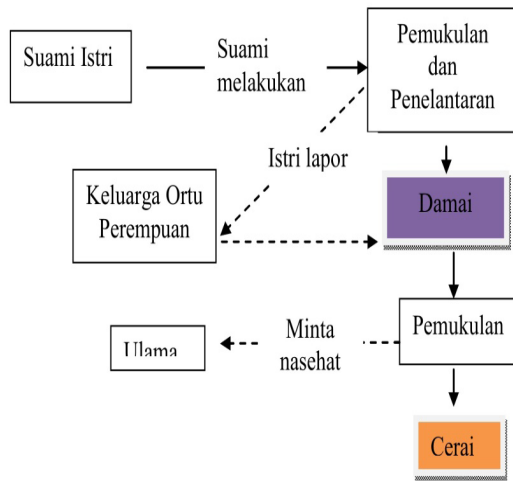 Suami Istri
Suami
melakukan
Pemukulan
dan
Penelantaran
Istri lapor
Keluarga Ortu
Perempuan
Damai
Minta
nasehat
Pemukulan
Ulama
Cerai